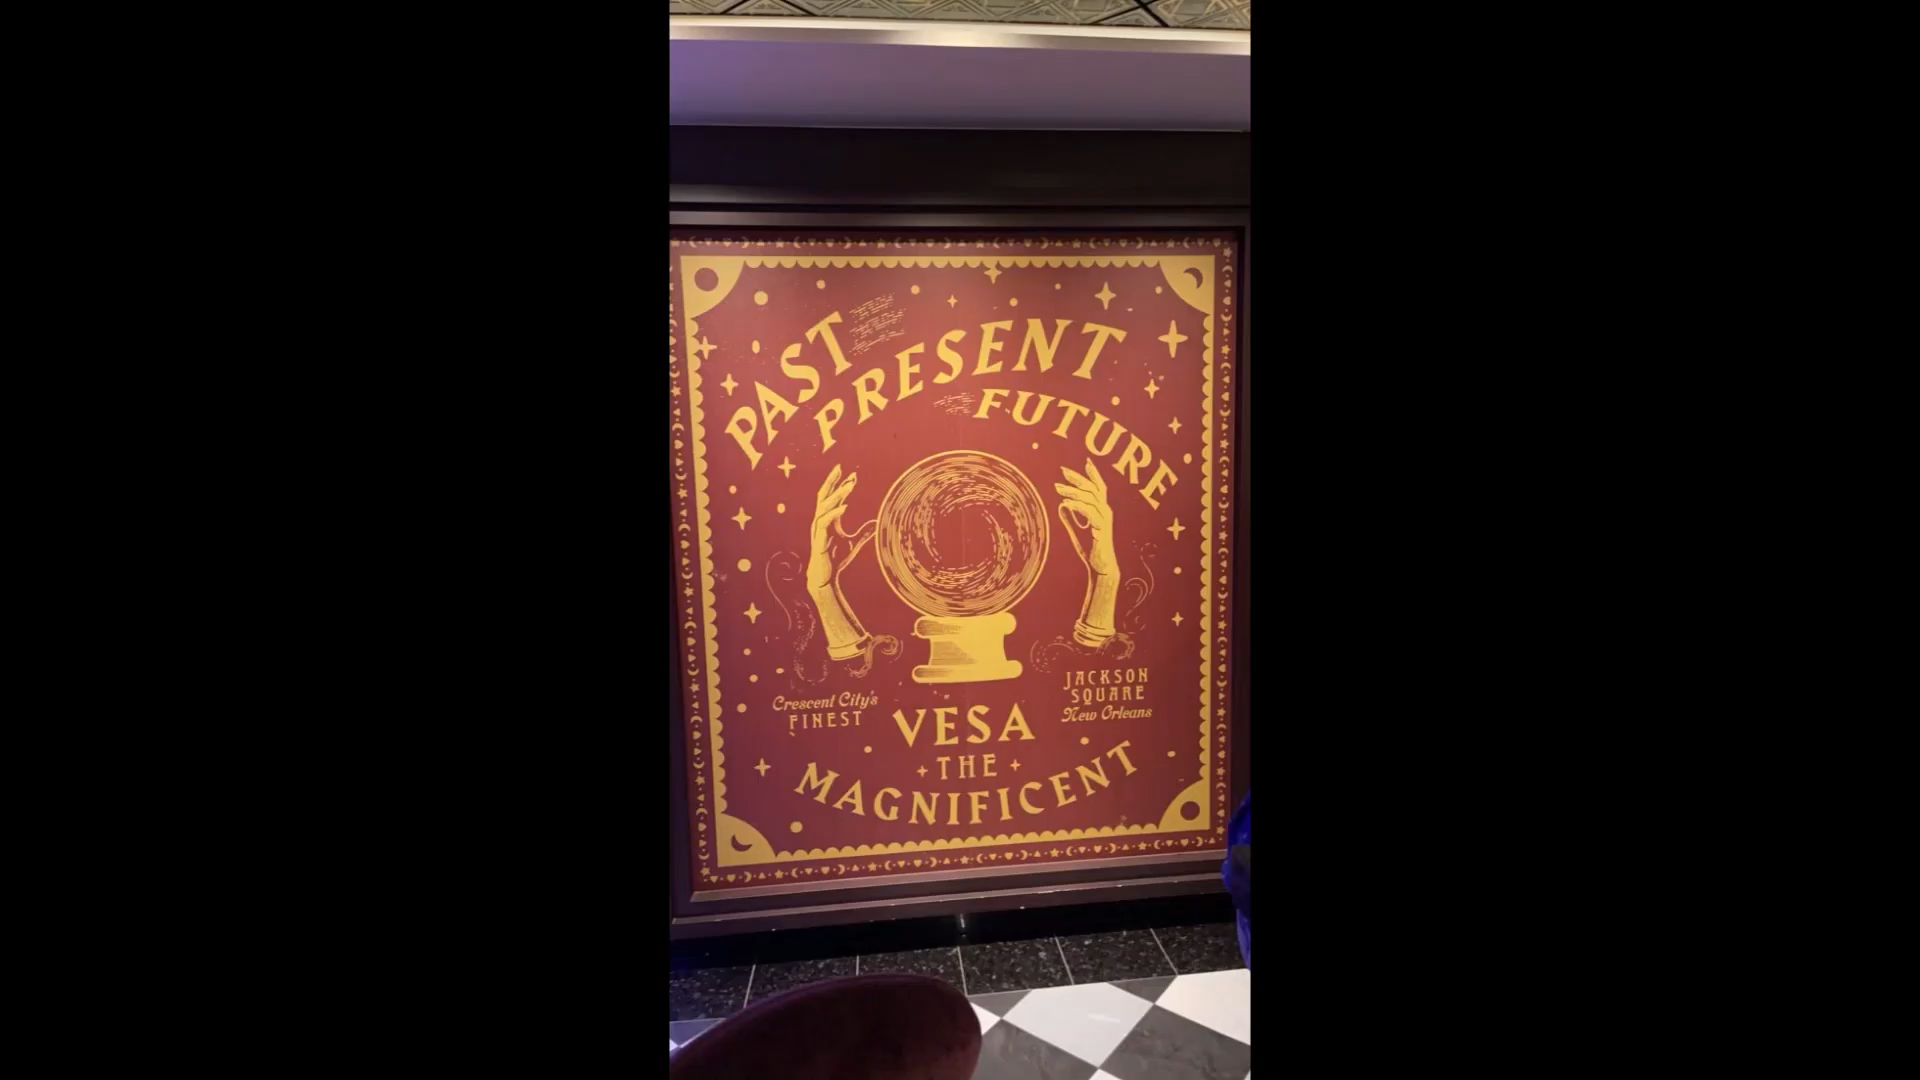 PAST
PRESENT
FUTURE
Crescent City's
FINEST
JACKSON
SQUARE
New Orleans
VESA
THE
MAGNIFICENT